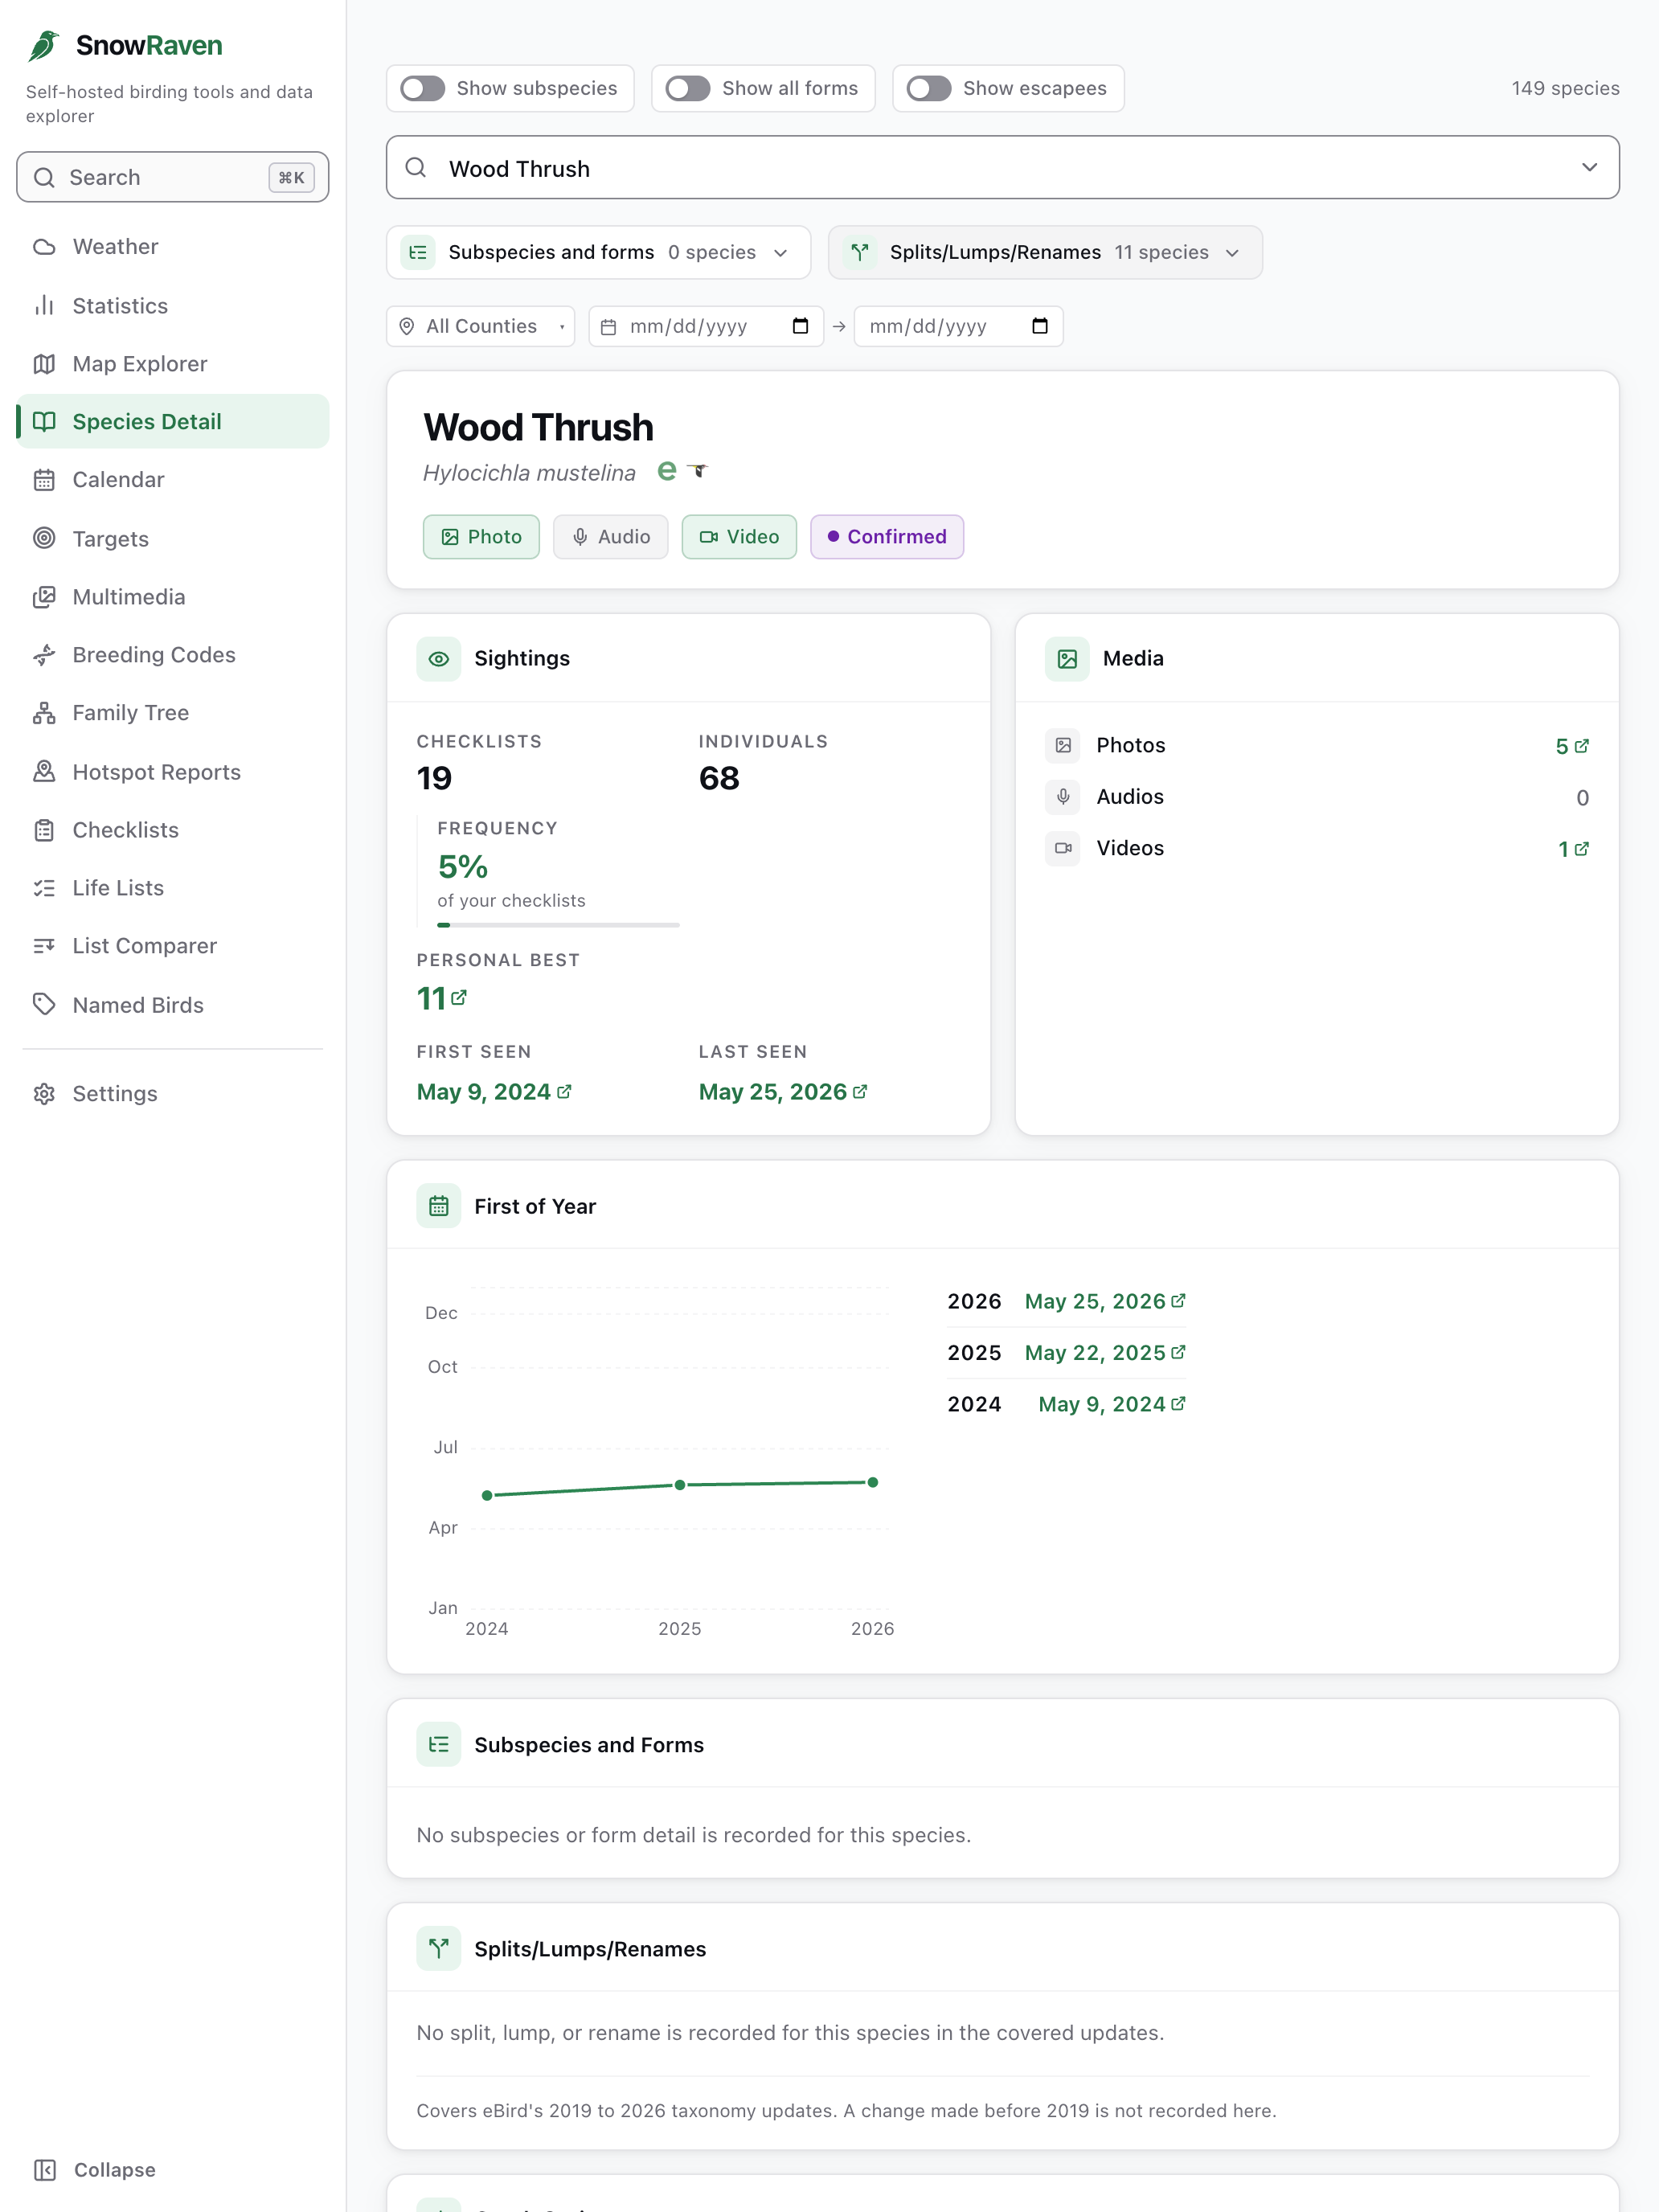 SnowRaven
Self-hosted birding tools and data
explorer
Search ⌘K
Weather
Statistics
Map Explorer
Species Detail
Calendar
Targets
Multimedia
Breeding Codes
Family Tree
Hotspot Reports
Checklists
Life Lists
List Comparer
Named Birds
Settings
Collapse
Show subspecies Show all forms Show escapees 149 species
Wood Thrush
Subspecies and forms 0 species Splits/Lumps/Renames 11 species
All Counties mm/dd/yyyy → mm/dd/yyyy
Wood Thrush
Hylocichla mustelina e
Photo Audio Video Confirmed
Sightings
CHECKLISTS INDIVIDUALS
19 68
FREQUENCY
5%
of your checklists
PERSONAL BEST
11
FIRST SEEN LAST SEEN
May 9, 2024 May 25, 2026
Media
Photos 5
Audios 0
Videos 1
First of Year
Dec
Oct
Jul
Apr
Jan
2024 2025 2026
2026 May 25, 2026
2025 May 22, 2025
2024 May 9, 2024
Subspecies and Forms
No subspecies or form detail is recorded for this species.
Splits/Lumps/Renames
No split, lump, or rename is recorded for this species in the covered updates.
Covers eBird's 2019 to 2026 taxonomy updates. A change made before 2019 is not recorded here.